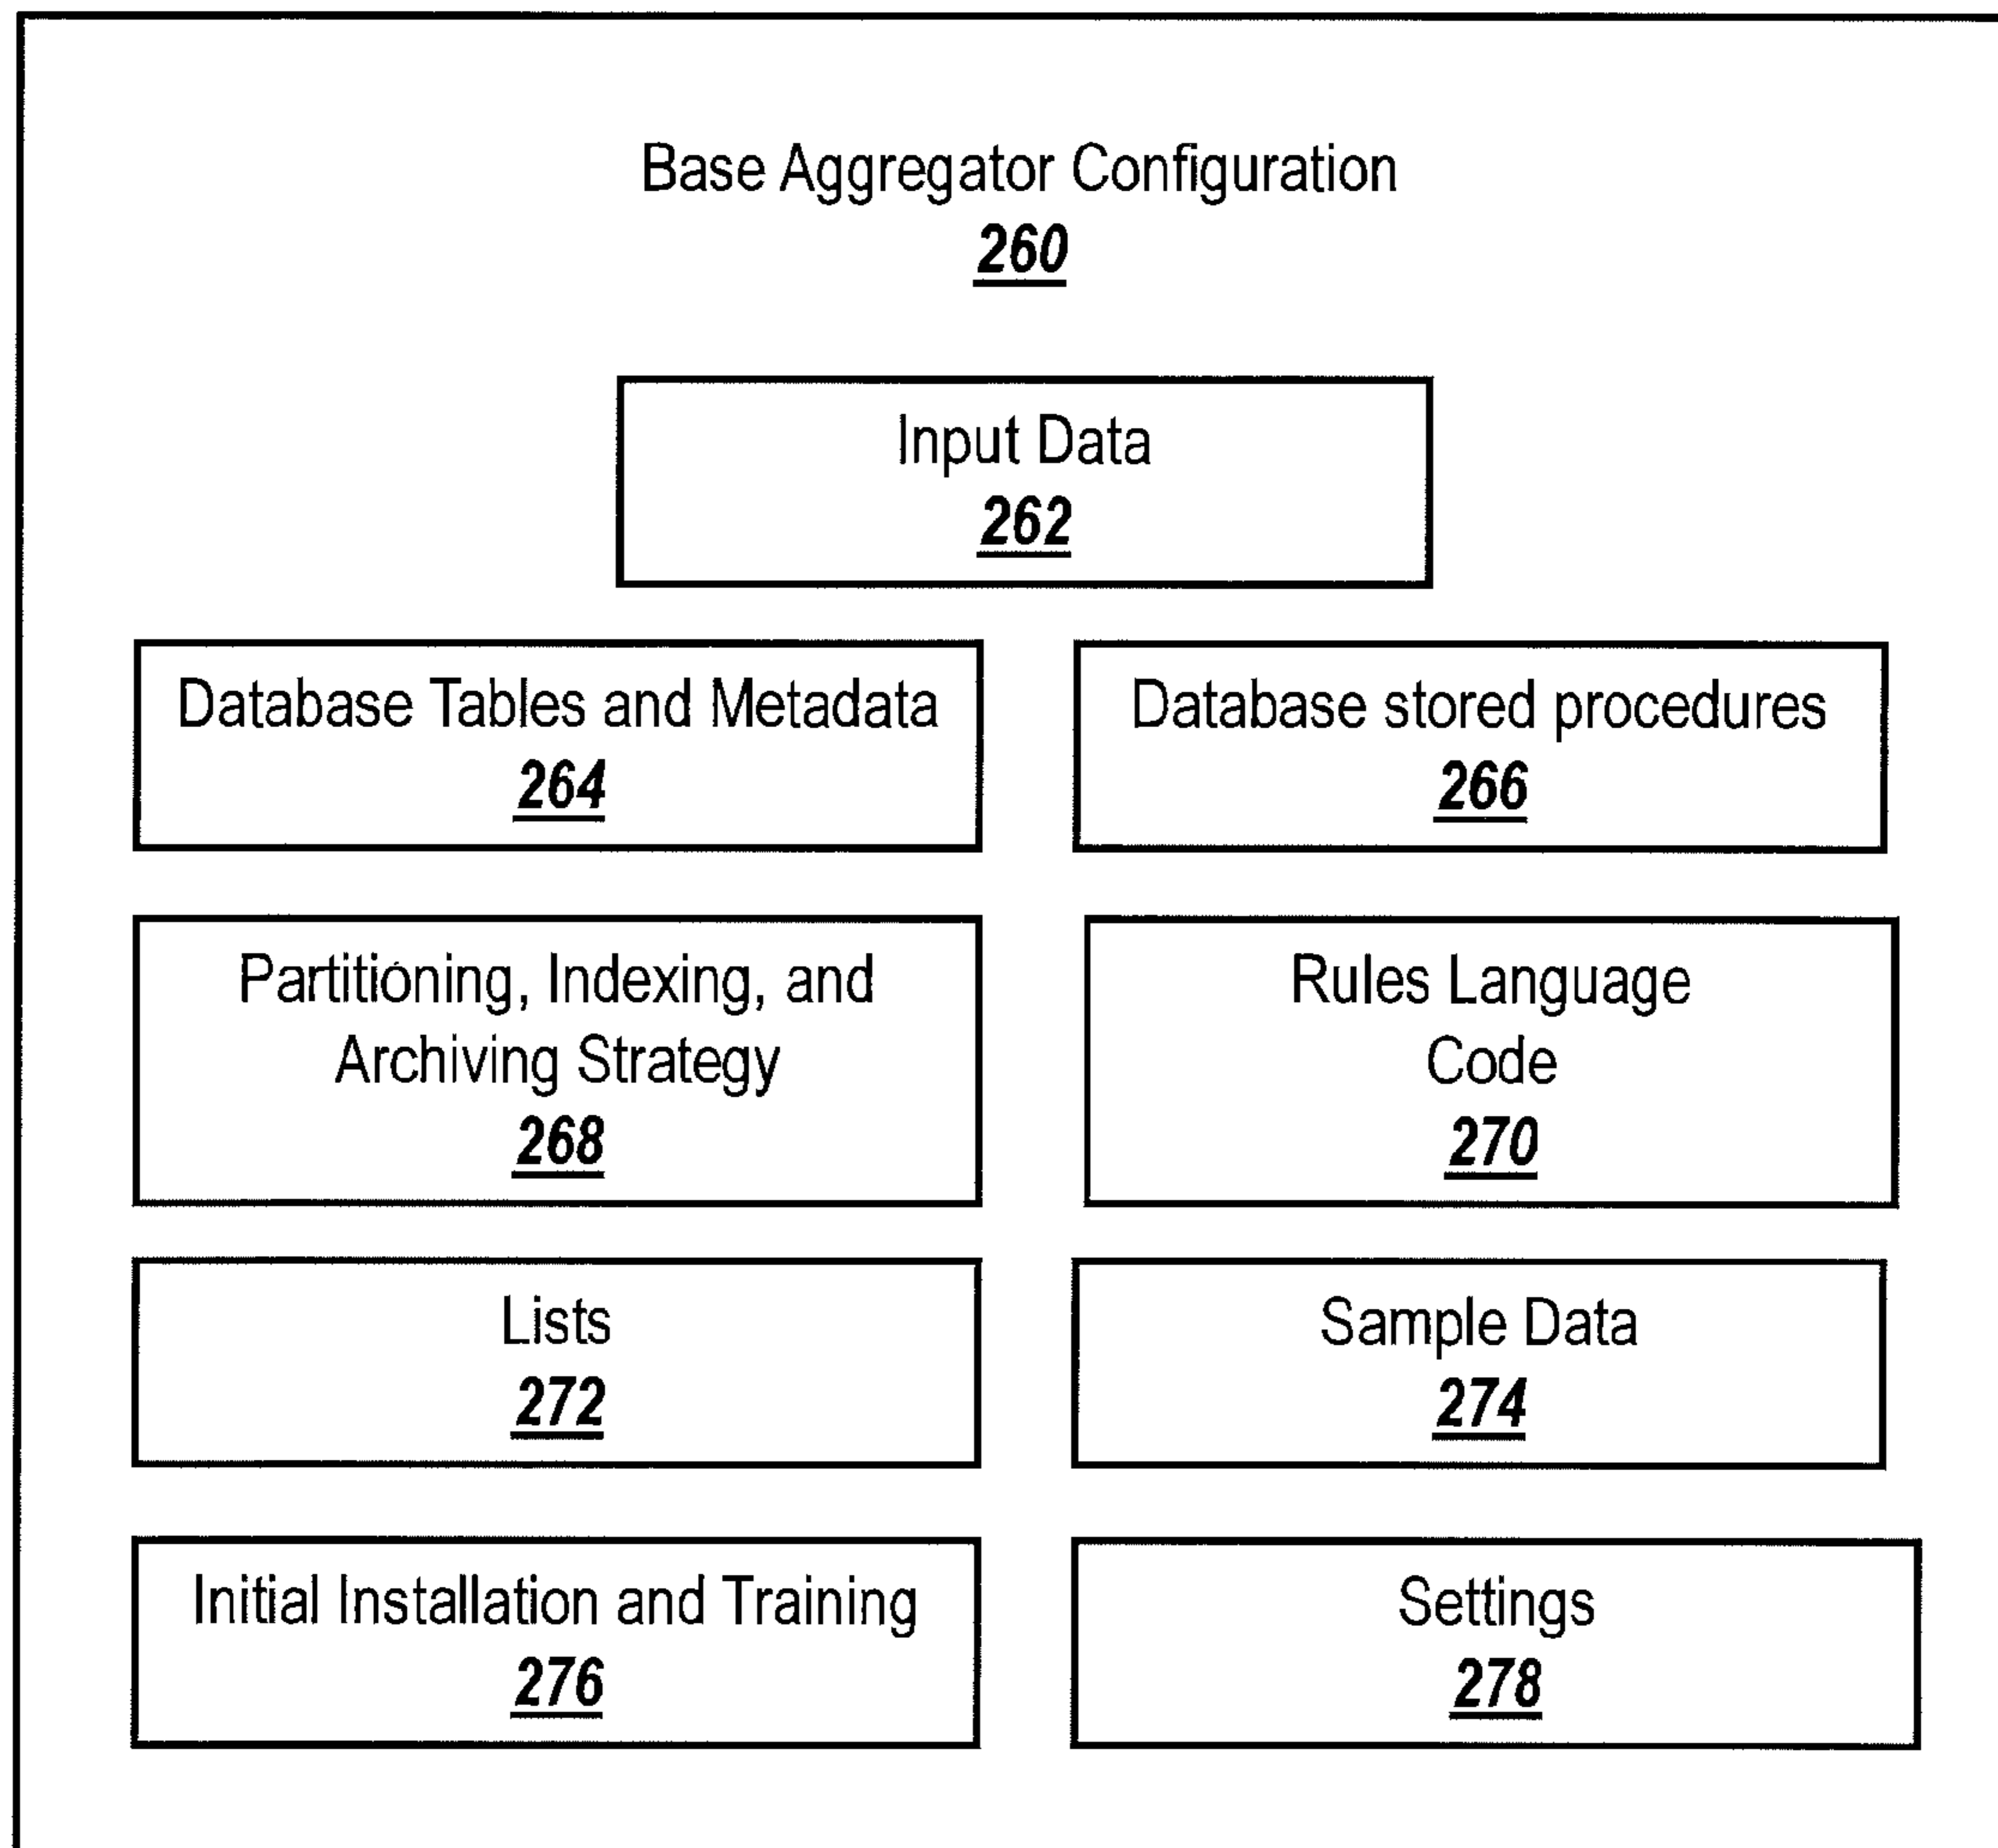 Base Aggregator Configuration
260
Input Data
262
Database Tables and Metadata
264
Database stored procedures
266
Partitioning, Indexing, and
Archiving Strategy
268
Rules Language
Code
270
Lists
272
Sample Data
274
Initial Installation and Training
276
Settings
278